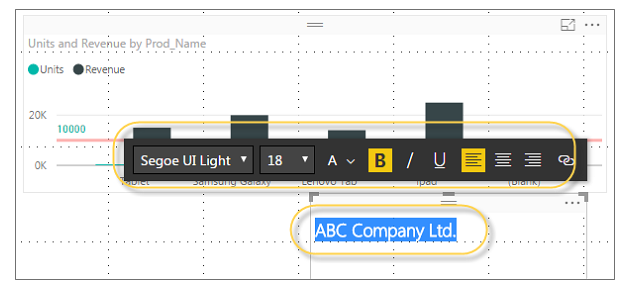 Units and Revenue by Prod_Name
Units Revenue
20K
10000
0K
Segoe UI Light 18 A B / U
Tablet Samsung Galaxy Lenovo Tab Ipad (Blank)
ABC Company Ltd.